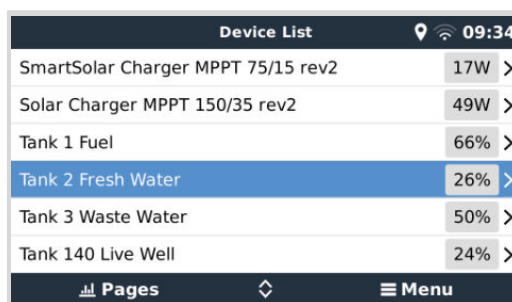 Device List 09:34
SmartSolar Charger MPPT 75/15 rev2 17W
Solar Charger MPPT 150/35 rev2 49W
Tank 1 Fuel 66%
Tank 2 Fresh Water 26%
Tank 3 Waste Water 50%
Tank 140 Live Well 24%
Pages Menu